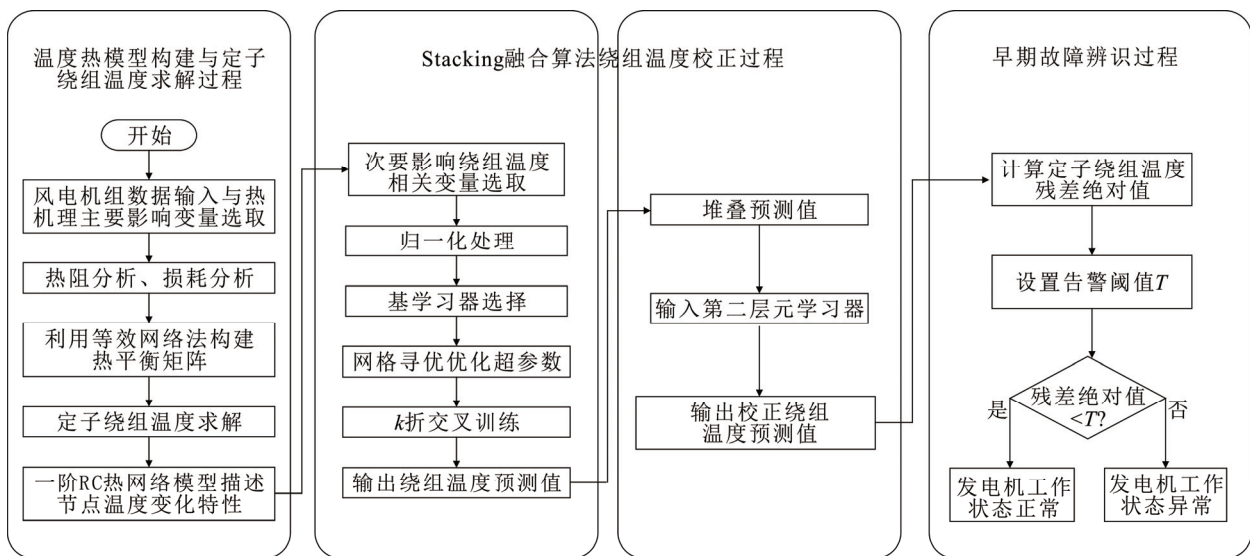 温度热模型构建与定子
绕组温度求解过程
开始
风电机组数据输入与热
机理主要影响变量选取
热阻分析、损耗分析
利用等效网络法构建
热平衡矩阵
定子绕组温度求解
一阶RC热网络模型描述
节点温度变化特性
Stacking融合算法绕组温度校正过程
次要影响绕组温度
相关变量选取
归一化处理
基学习器选择
网格寻优优化超参数
k折交叉训练
输出绕组温度预测值
堆叠预测值
输入第二层元学习器
输出校正绕组
温度预测值
早期故障辨识过程
计算定子绕组温度
残差绝对值
设置告警阈值T
残差绝对值
<T?
是
否
发电机工作
状态正常
发电机工作
状态异常